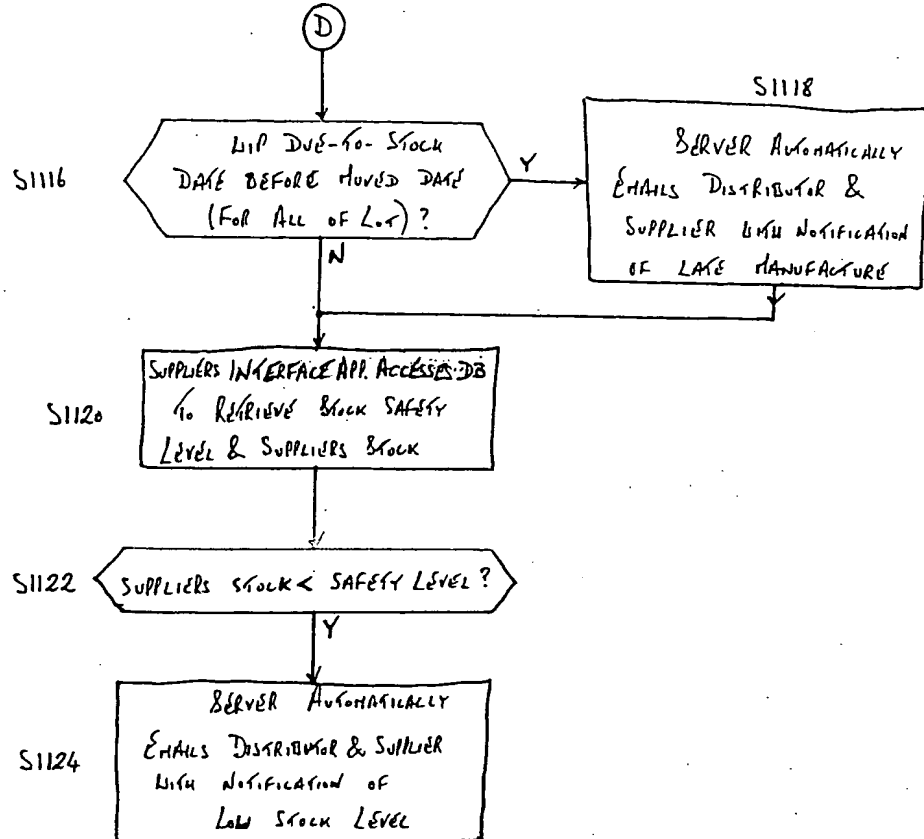 D
S1116
WIP DUE-TO-STOCK
DATE BEFORE MOVED DATE
(FOR ALL OF LOT)?
Y
N
S1118
SERVER AUTOMATICALLY
EMAILS DISTRIBUTOR &
SUPPLIER WITH NOTIFICATION
OF LATE MANUFACTURE
S1120
SUPPLIERS INTERFACE APP. ACCESSES DB
TO RETRIEVE STOCK SAFETY
LEVEL & SUPPLIERS STOCK
S1122
SUPPLIERS STOCK < SAFETY LEVEL?
Y
S1124
SERVER AUTOMATICALLY
EMAILS DISTRIBUTOR & SUPPLIER
WITH NOTIFICATION OF
LOW STOCK LEVEL